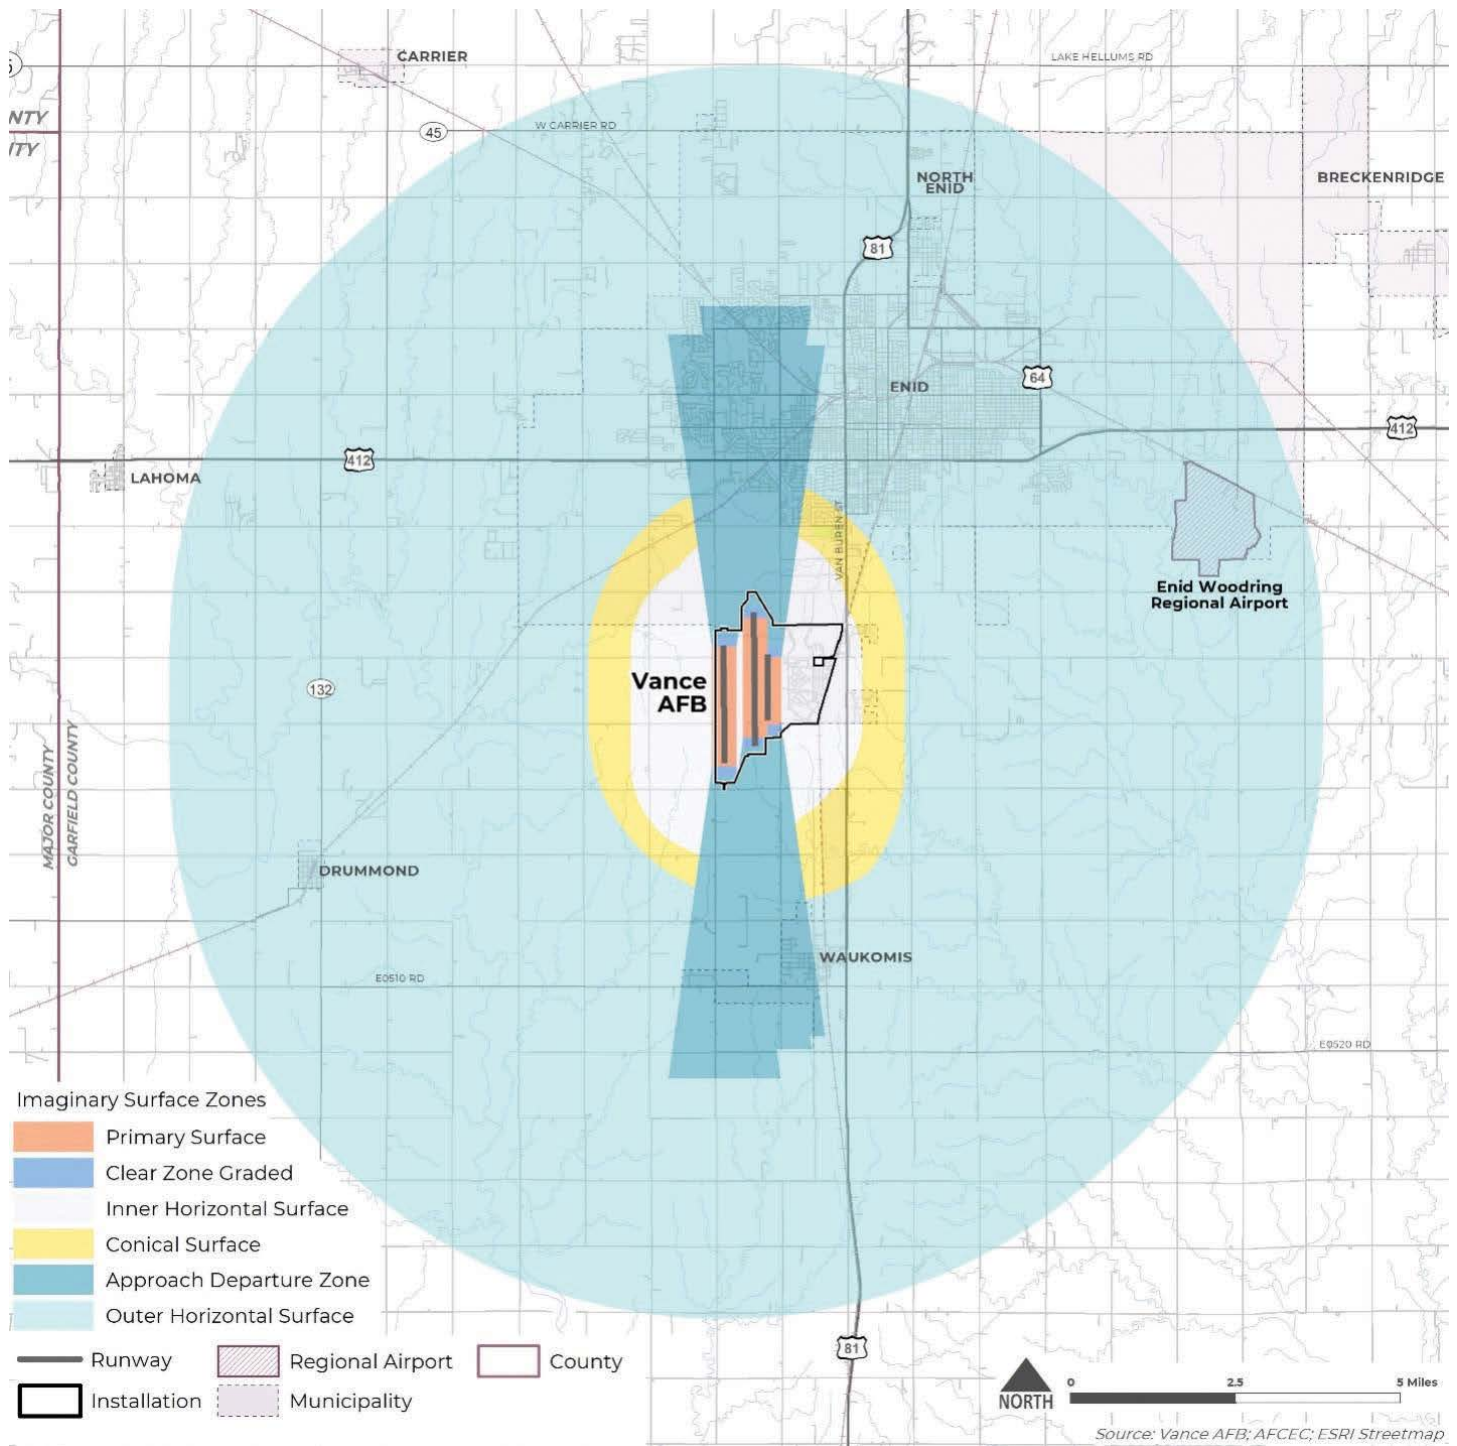 CARRIER
LAKE HELLUMS RD
NTY
ITY
45
W CARRIER RD
NORTH
ENID
BRECKENRIDGE
81
64
ENID
412
412
LAHOMA
VAN BUREN ST
Enid Woodring
Regional Airport
Vance
AFB
132
MAJOR COUNTY
GARFIELD COUNTY
DRUMMOND
WAUKOMIS
E0510 RD
E0520 RD
Imaginary Surface Zones
Primary Surface
Clear Zone Graded
Inner Horizontal Surface
Conical Surface
Approach Departure Zone
Outer Horizontal Surface
Runway
Regional Airport
County
Installation
Municipality
81
NORTH
0 2.5 5 Miles
Source: Vance AFB; AFCEC; ESRI Streetmap